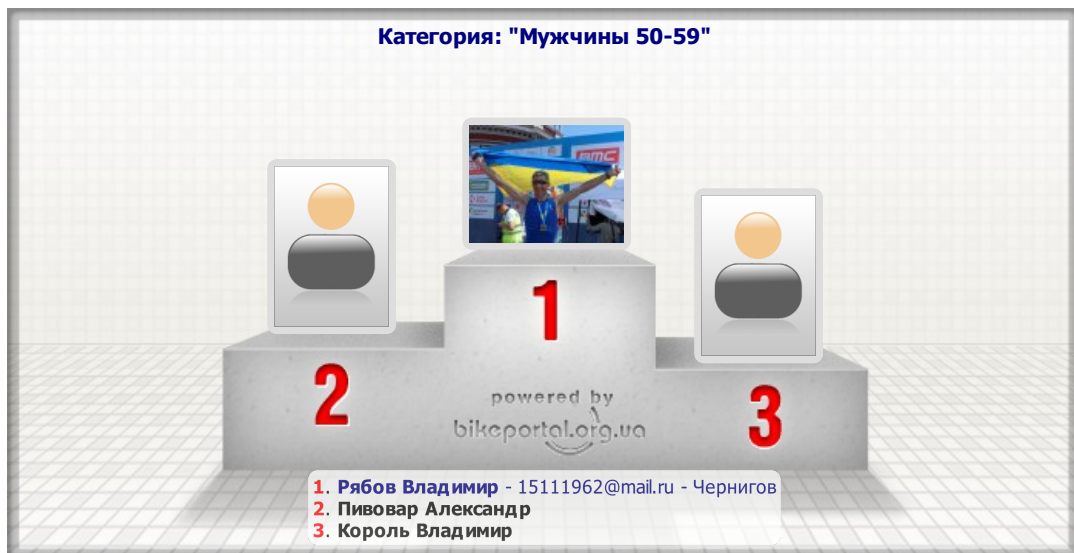 Категория: "Мужчины 50-59"
BMC
1
2
3
powered by
bikeportal.org.ua
1. Рябов Владимир - 15111962@mail.ru - Чернигов
2. Пивовар Александр
3. Король Владимир